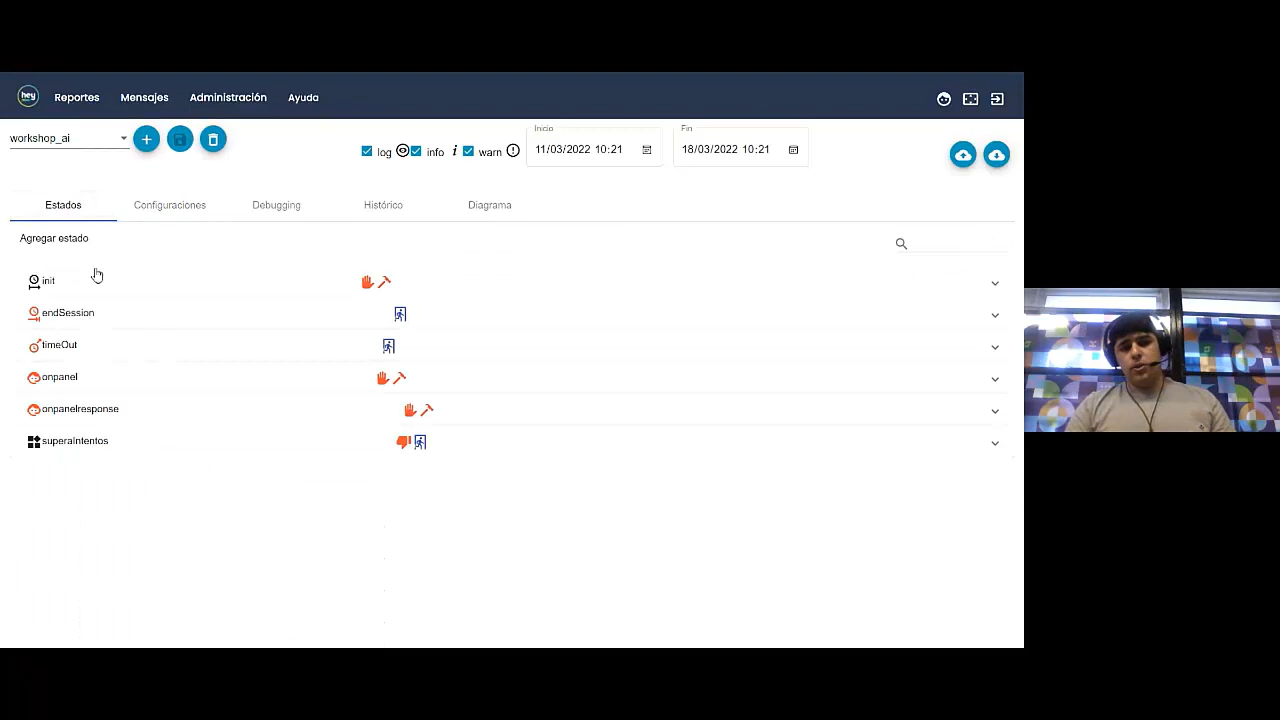 hey Reportes Mensajes Administración Ayuda
workshop_ai
log info i warn
Inicio
11/03/2022 10:21
Fin
18/03/2022 10:21
Estados Configuraciones Debugging Histórico Diagrama
Agregar estado
init
endSession
timeOut
onpanel
onpanelresponse
superaIntentos